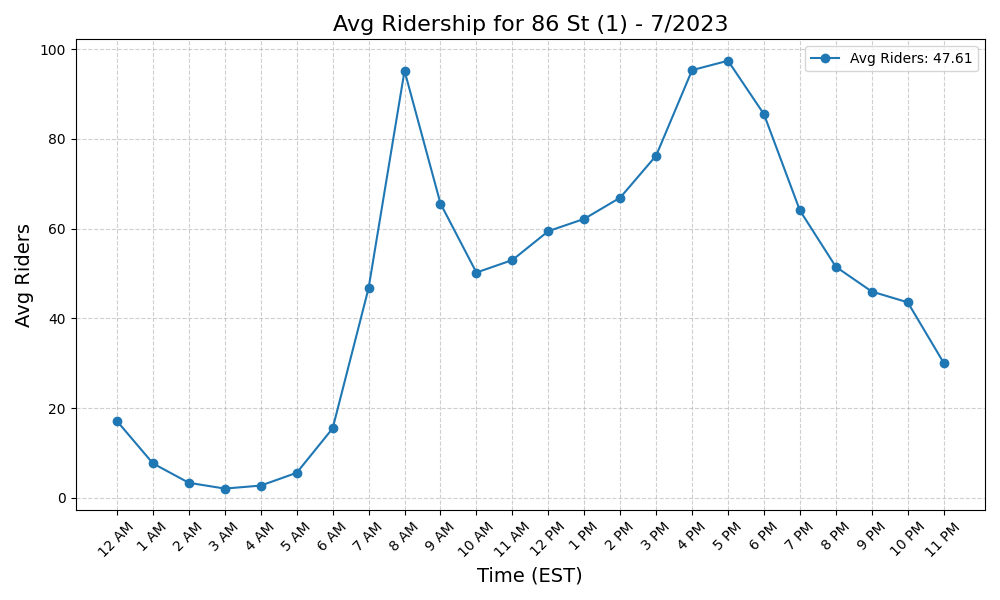 Avg Ridership for 86 St (1) - 7/2023
Avg Riders: 47.61
Avg Riders
100
80
60
40
20
0
12 AM
1 AM
2 AM
3 AM
4 AM
5 AM
6 AM
7 AM
8 AM
9 AM
10 AM
11 AM
12 PM
1 PM
2 PM
3 PM
4 PM
5 PM
6 PM
7 PM
8 PM
9 PM
10 PM
11 PM
Time (EST)